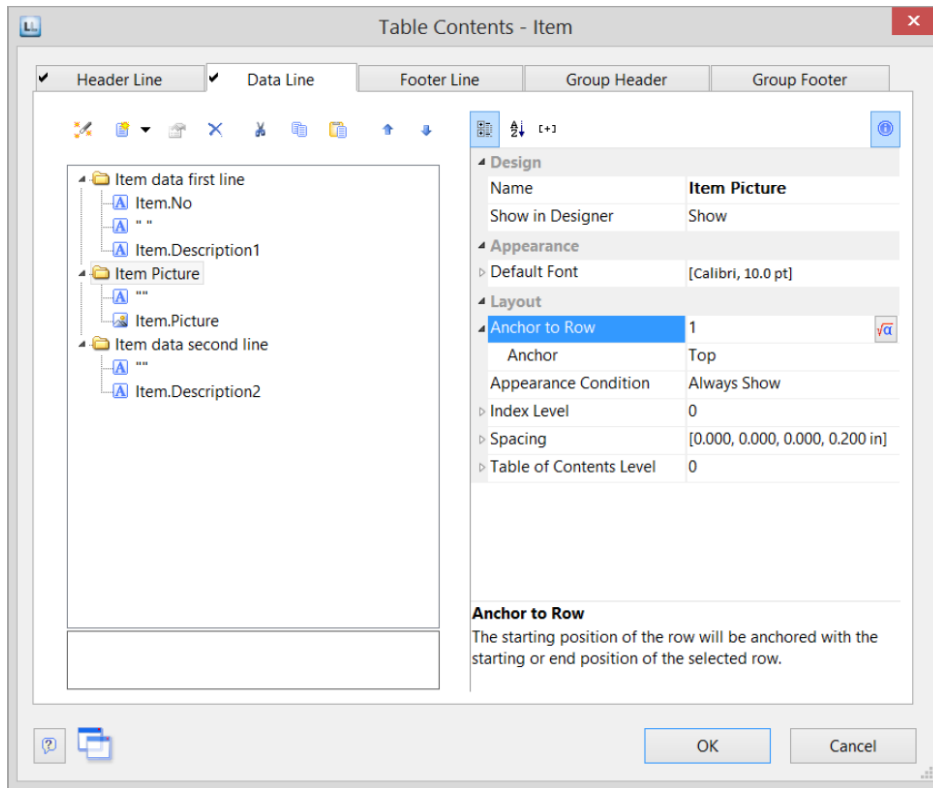 LL
Table Contents - Item
Header Line
Data Line
Footer Line
Group Header
Group Footer
Item data first line
Item.No
" "
Item.Description1
Item Picture
""
Item.Picture
Item data second line
""
Item.Description2
Design
Name Item Picture
Show in Designer Show
Appearance
Default Font [Calibri, 10.0 pt]
Layout
Anchor to Row 1
Anchor Top
Appearance Condition Always Show
Index Level 0
Spacing [0.000, 0.000, 0.000, 0.200 in]
Table of Contents Level 0
Anchor to Row
The starting position of the row will be anchored with the
starting or end position of the selected row.
OK
Cancel